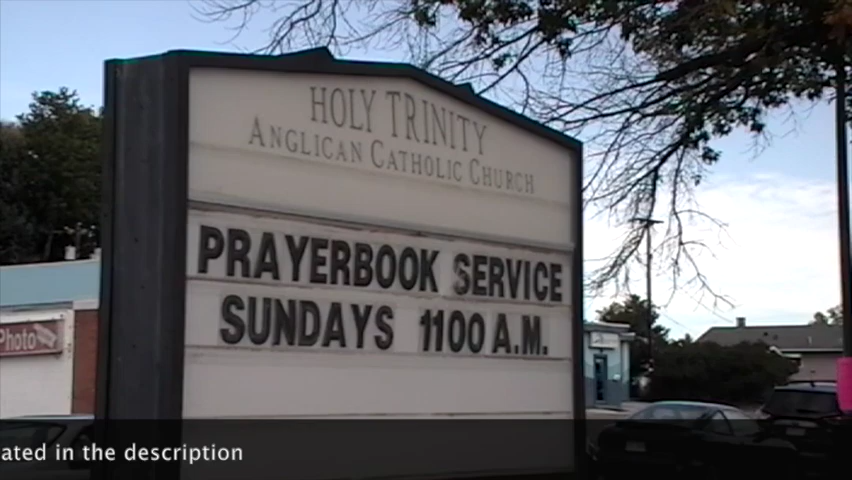 HOLY TRINITY
ANGLICAN CATHOLIC CHURCH
PRAYERBOOK SERVICE
SUNDAYS 1100 A.M.
Photo
ated in the description